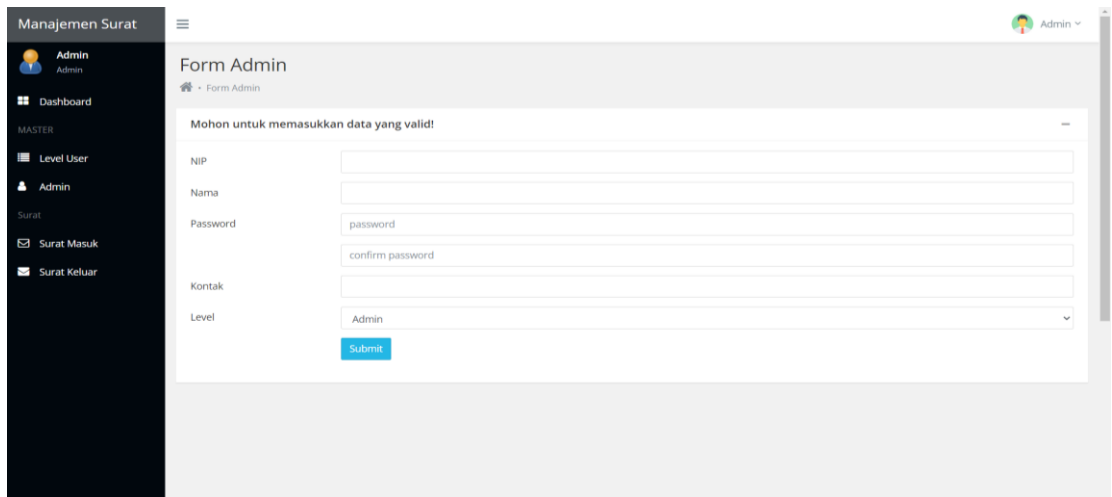 Manajemen Surat
Admin
Admin
Admin
Dashboard
MASTER
Level User
Admin
Surat
Surat Masuk
Surat Keluar
Form Admin
Form Admin
Mohon untuk memasukkan data yang valid!
NIP
Nama
Password
password
confirm password
Kontak
Level
Admin
Submit